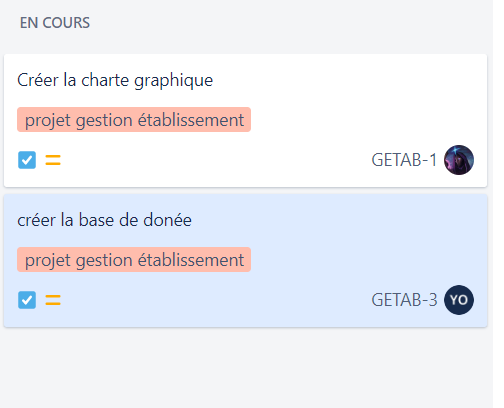 EN COURS
Créer la charte graphique
projet gestion établissement
GETAB-1
créer la base de donée
projet gestion établissement
GETAB-3 YO